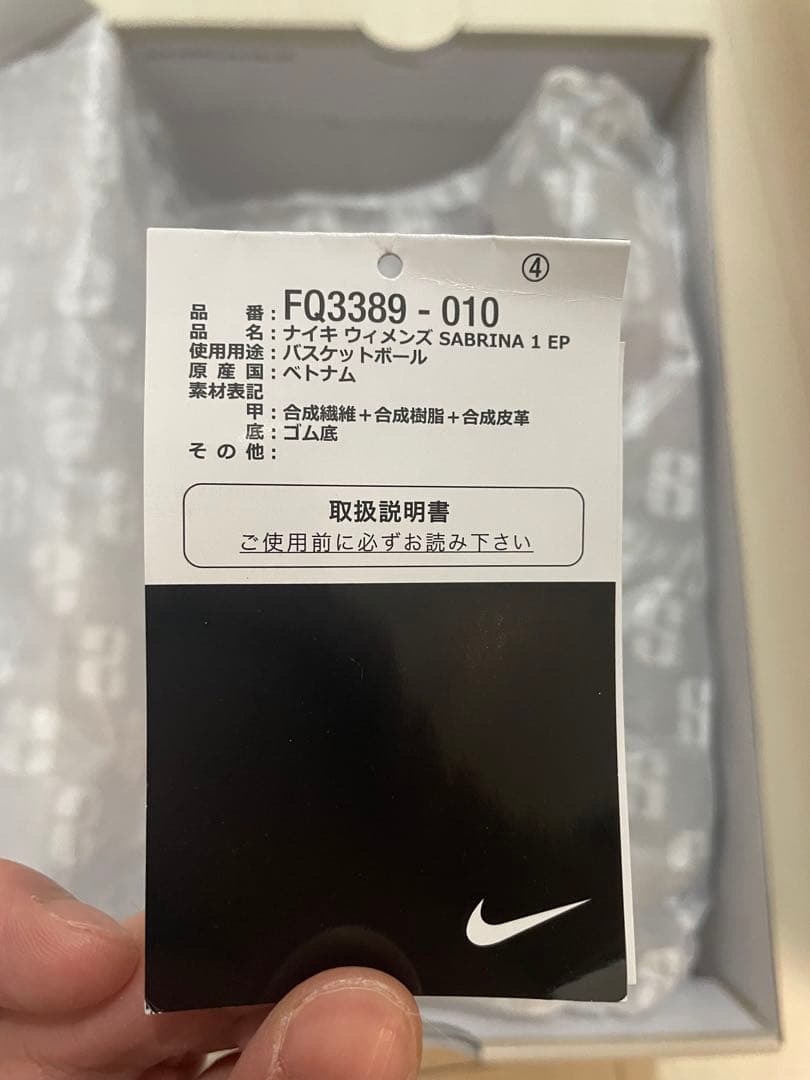 ④
品番：FQ3389 - 010
品名：ナイキ ウィメンズ SABRINA 1 EP
使用用途：バスケットボール
原産国：ベトナム
素材表記
甲：合成繊維＋合成樹脂＋合成皮革
底：ゴム底
その他：
取扱説明書
ご使用前に必ずお読み下さい